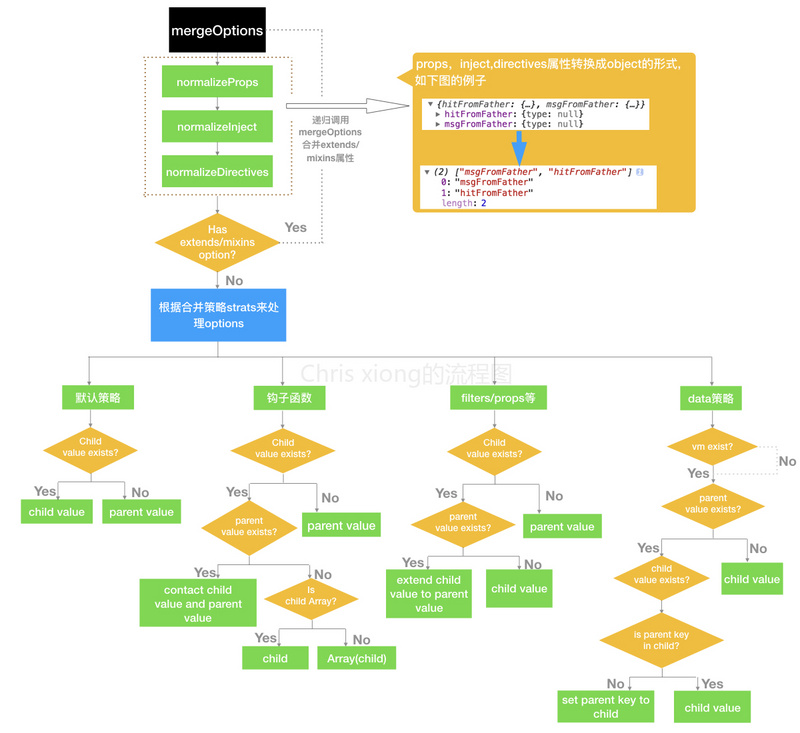 mergeOptions
normalizeProps
normalizeInject
normalizeDirectives
递归调用
mergeOptions
合并extends/
mixins属性
props，inject,directives属性转换成object的形式,
如下图的例子
▼ {hitFromFather: {…}, msgFromFather: {…}}
▶ hitFromFather: {type: null}
▶ msgFromFather: {type: null}
▼ (2) ["msgFromFather", "hitFromFather"]
0: "msgFromFather"
1: "hitFromFather"
length: 2
Has
extends/mixins
option?
Yes
No
根据合并策略strats来处
理options
Chris xiong的流程图
默认策略
钩子函数
filters/props等
data策略
Child
value exists?
Yes
No
child value
parent value
Child
value exists?
Yes
No
parent
value exists?
parent value
Yes
No
contact child
value and parent
value
Is
child Array?
Yes
No
child
Array(child)
Child
value exists?
Yes
No
parent
value exists?
parent value
Yes
No
extend child
value to parent
value
child value
vm exist?
No
Yes
parent
value exists?
Yes
No
child
value exists?
child value
is parent key
in child?
No
Yes
set parent key to
child
child value